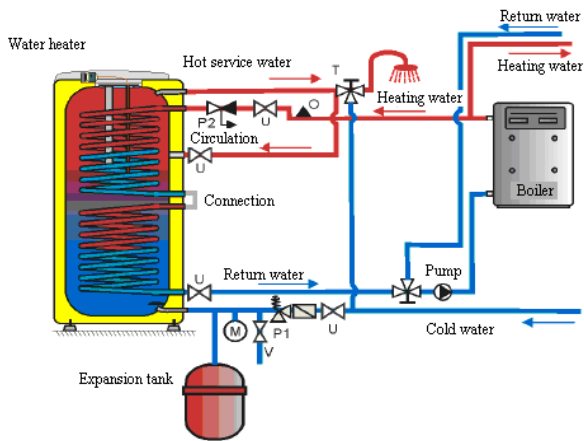 Return water
Water heater
Hot service water
T
Heating water
O
Heating water
P2
U
Circulation
U
Boiler
Connection
U
Return water
Pump
M
P1
U
V
Cold water
Expansion tank